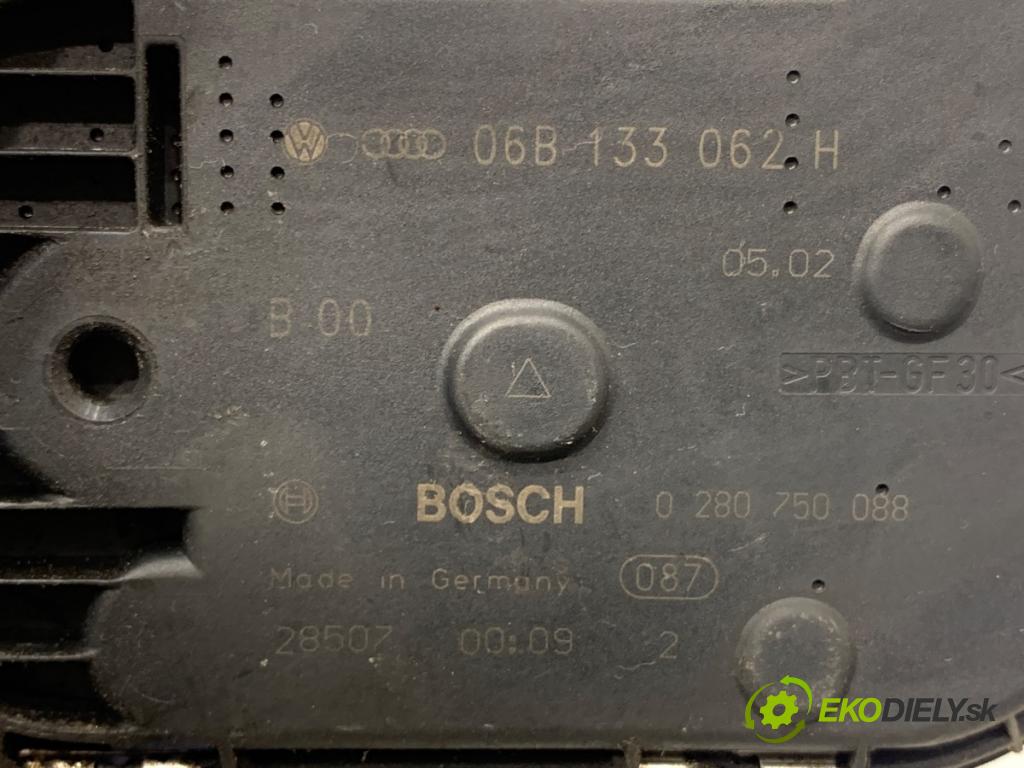 06B 133 062 H
05.02
B 00
>PBT-GF30<
BOSCH 0 280 750 088
Made in Germany 087
28507 00:09 2
EKODIELY.sk